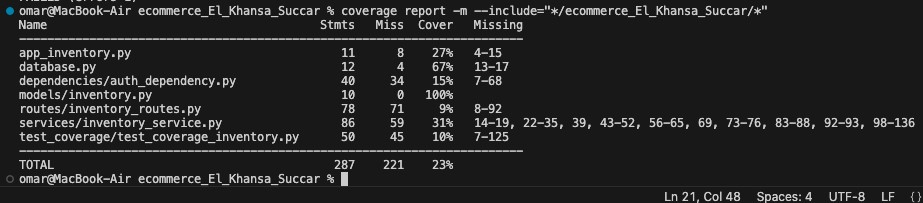 omar@MacBook-Air ecommerce_El_Khansa_Succar % coverage report -m --include="*/ecommerce_El_Khansa_Succar/*"
Name Stmts Miss Cover Missing
app_inventory.py 11 8 27% 4-15
database.py 12 4 67% 13-17
dependencies/auth_dependency.py 40 34 15% 7-68
models/inventory.py 10 0 100%
routes/inventory_routes.py 78 71 9% 8-92
services/inventory_service.py 86 59 31% 14-19, 22-35, 39, 43-52, 56-65, 69, 73-76, 83-88, 92-93, 98-136
test_coverage/test_coverage_inventory.py 50 45 10% 7-125
TOTAL 287 221 23%
omar@MacBook-Air ecommerce_El_Khansa_Succar %
Ln 21, Col 48 Spaces: 4 UTF-8 LF {}